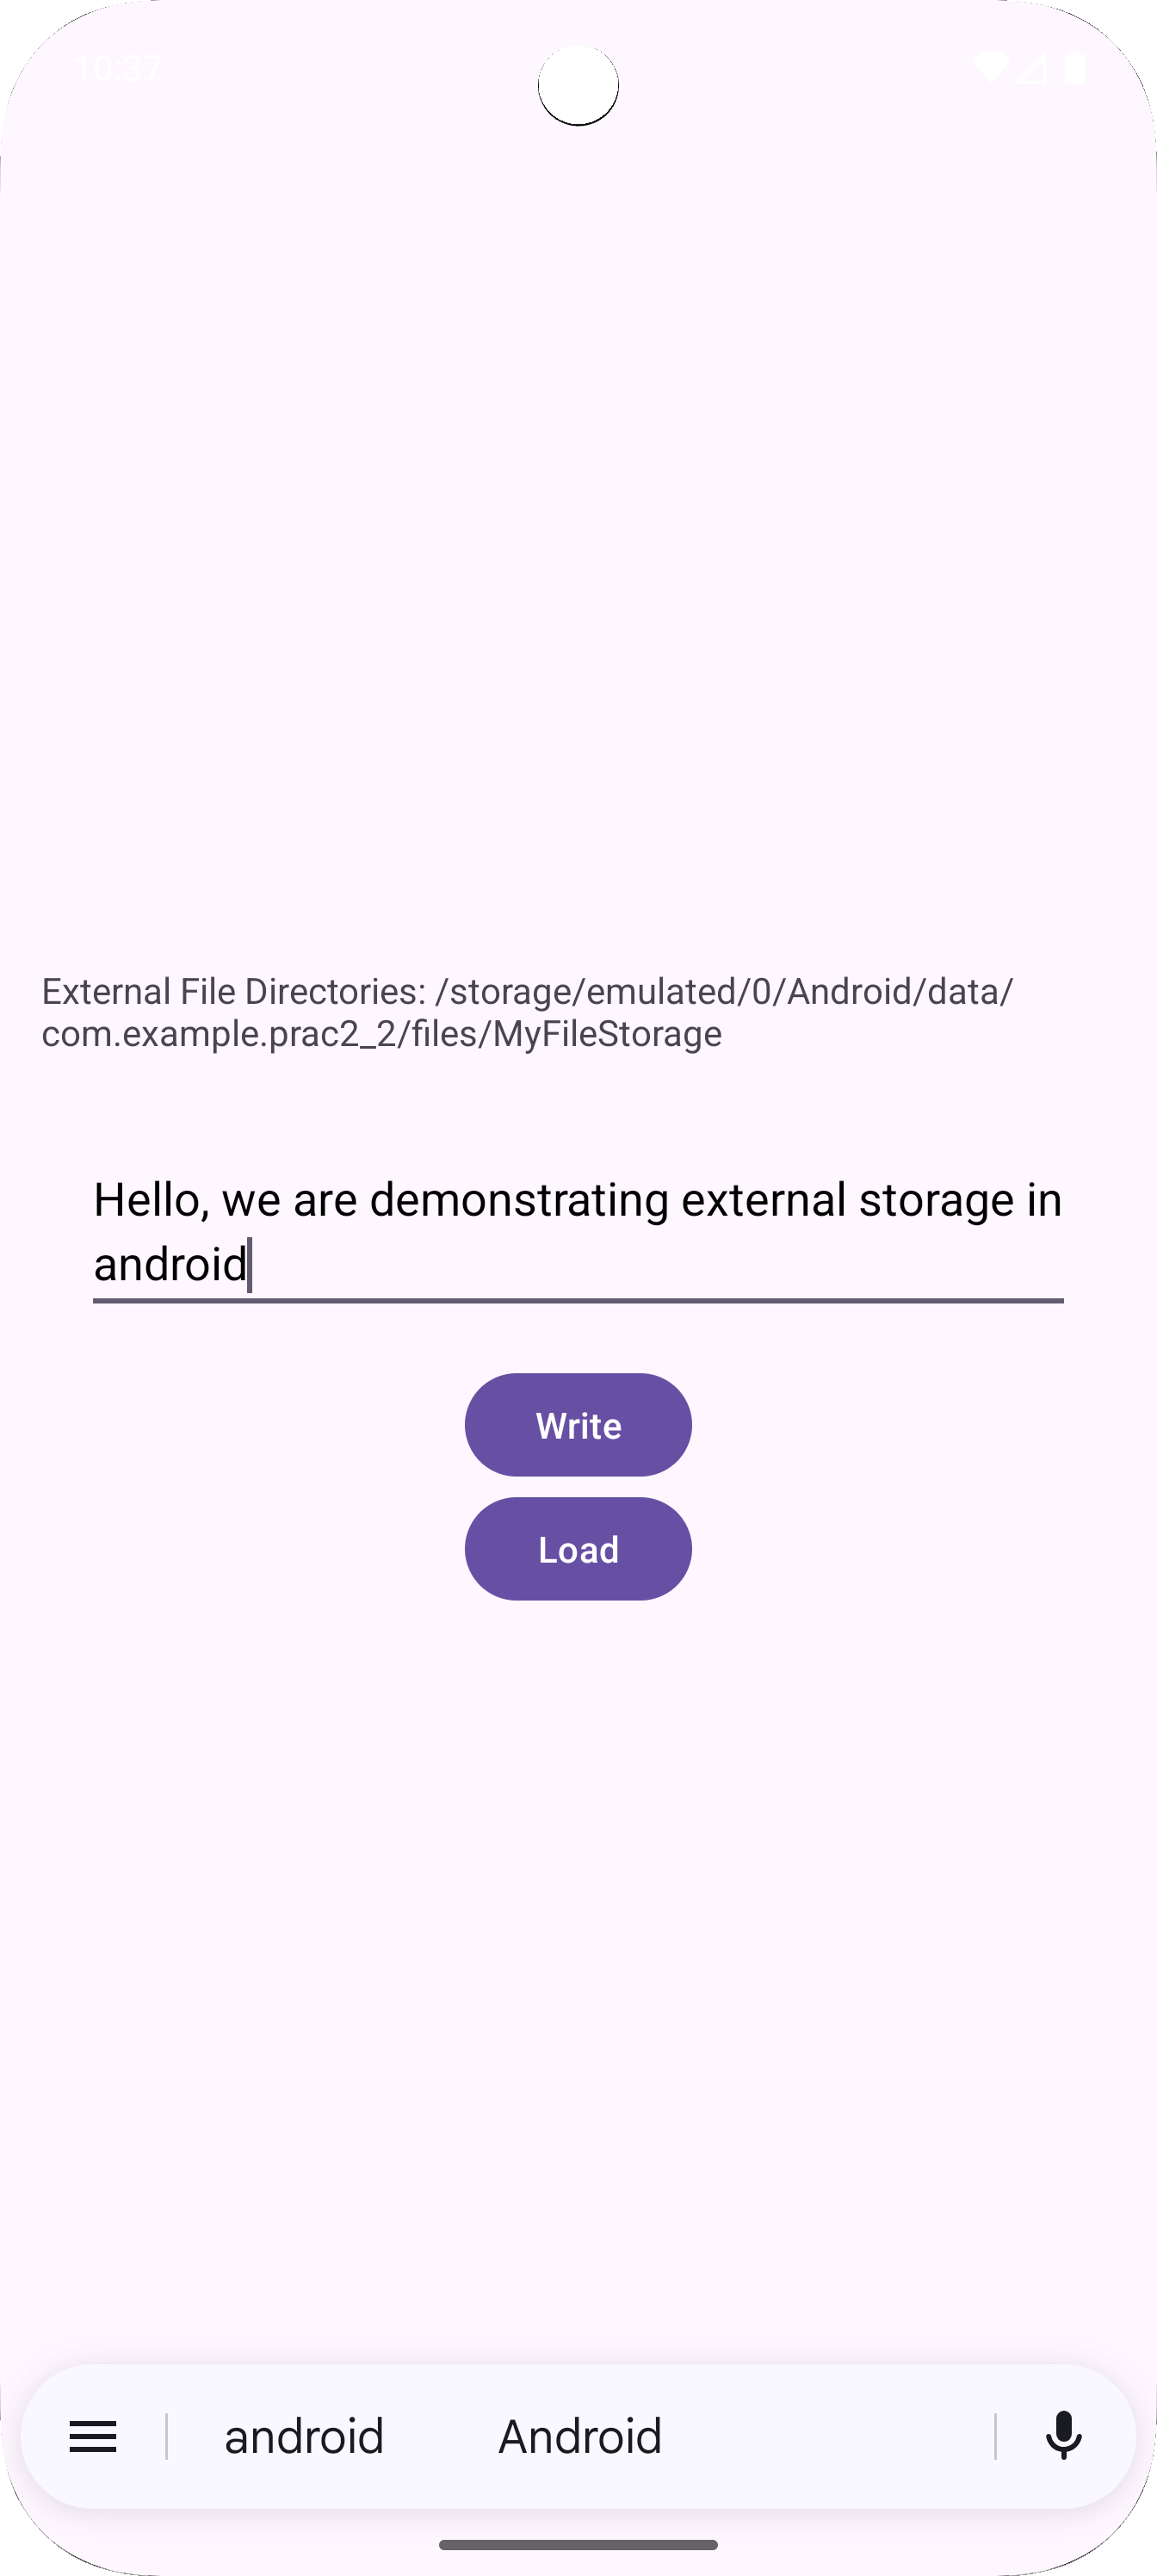 10:37
External File Directories: /storage/emulated/0/Android/data/
com.example.prac2_2/files/MyFileStorage
Hello, we are demonstrating external storage in
android
Write
Load
android Android